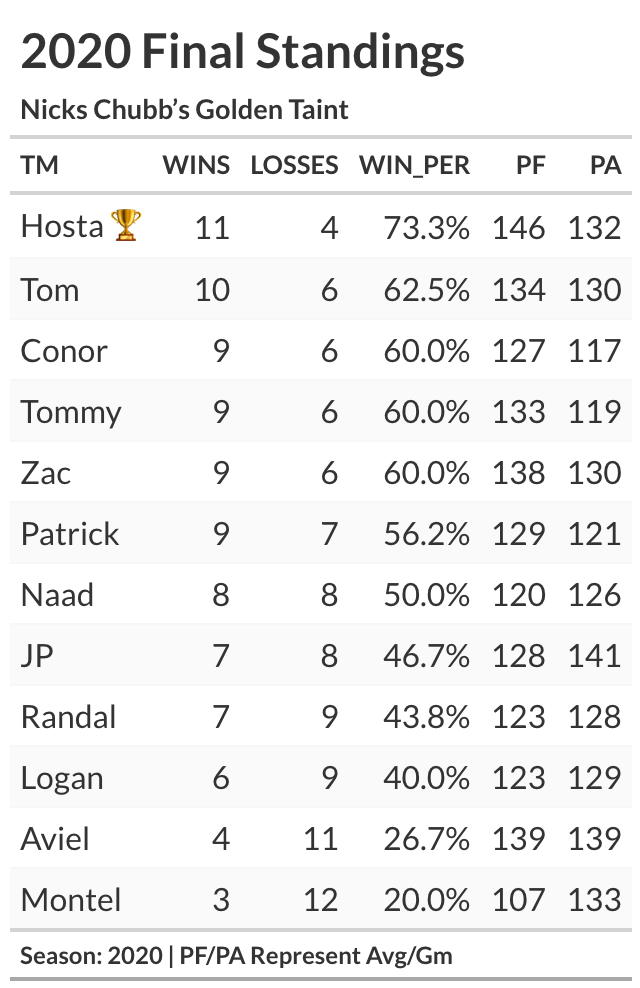 2020 Final Standings
Nicks Chubb’s Golden Taint
TM WINS LOSSES WIN_PER PF PA
Hosta 🏆 11 4 73.3% 146 132
Tom 10 6 62.5% 134 130
Conor 9 6 60.0% 127 117
Tommy 9 6 60.0% 133 119
Zac 9 6 60.0% 138 130
Patrick 9 7 56.2% 129 121
Naad 8 8 50.0% 120 126
JP 7 8 46.7% 128 141
Randal 7 9 43.8% 123 128
Logan 6 9 40.0% 123 129
Aviel 4 11 26.7% 139 139
Montel 3 12 20.0% 107 133
Season: 2020 | PF/PA Represent Avg/Gm